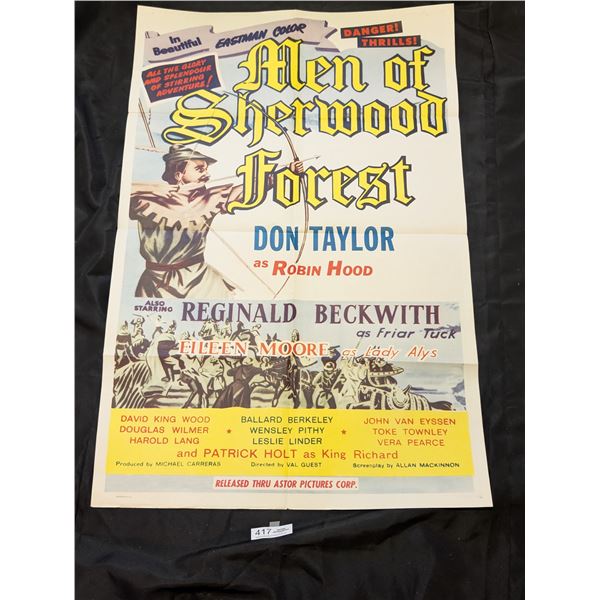 In Beautiful EASTMAN COLOR
DANGER!
THRILLS!
ALL THE GLORY
AND SPLENDOUR
OF STIRRING
ADVENTURE!
Men of
Sherwood
Forest
DON TAYLOR
as ROBIN HOOD
ALSO
STARRING
REGINALD BECKWITH
as Friar Tuck
EILEEN MOORE as Lady Alys
DAVID KING WOOD
DOUGLAS WILMER
HAROLD LANG
BALLARD BERKELEY
WENSLEY PITHY
LESLIE LINDER
JOHN VAN EYSSEN
TOKE TOWNLEY
VERA PEARCE
and PATRICK HOLT as King Richard
Produced by MICHAEL CARRERAS
Directed by VAL GUEST
Screenplay by ALLAN MACKINNON
RELEASED THRU ASTOR PICTURES CORP.
417